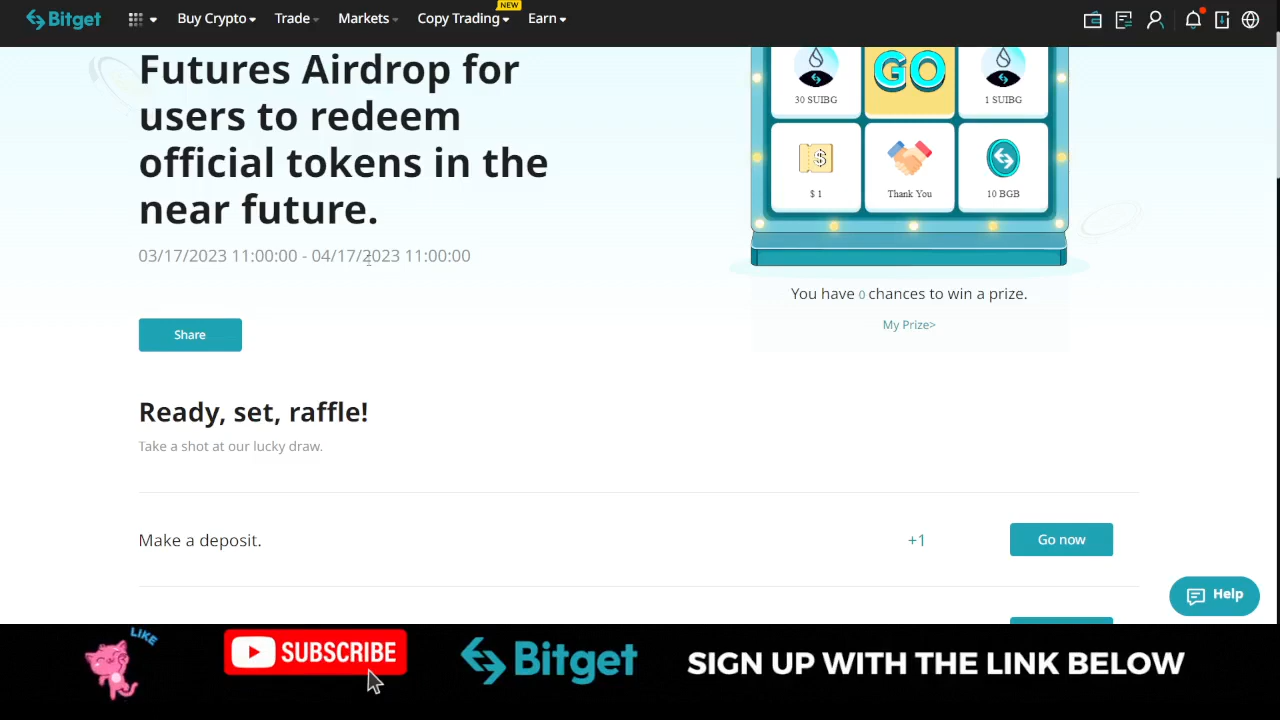 Bitget
Buy Crypto
Trade
Markets
Copy Trading
NEW
Earn
Futures Airdrop for
users to redeem
official tokens in the
near future.
03/17/2023 11:00:00 - 04/17/2023 11:00:00
Share
30 SUIBG
GO
1 SUIBG
$
$ 1
Thank You
10 BGB
You have 0 chances to win a prize.
My Prize>
Ready, set, raffle!
Take a shot at our lucky draw.
Make a deposit.
+1
Go now
Help
LIKE
SUBSCRIBE
Bitget
SIGN UP WITH THE LINK BELOW